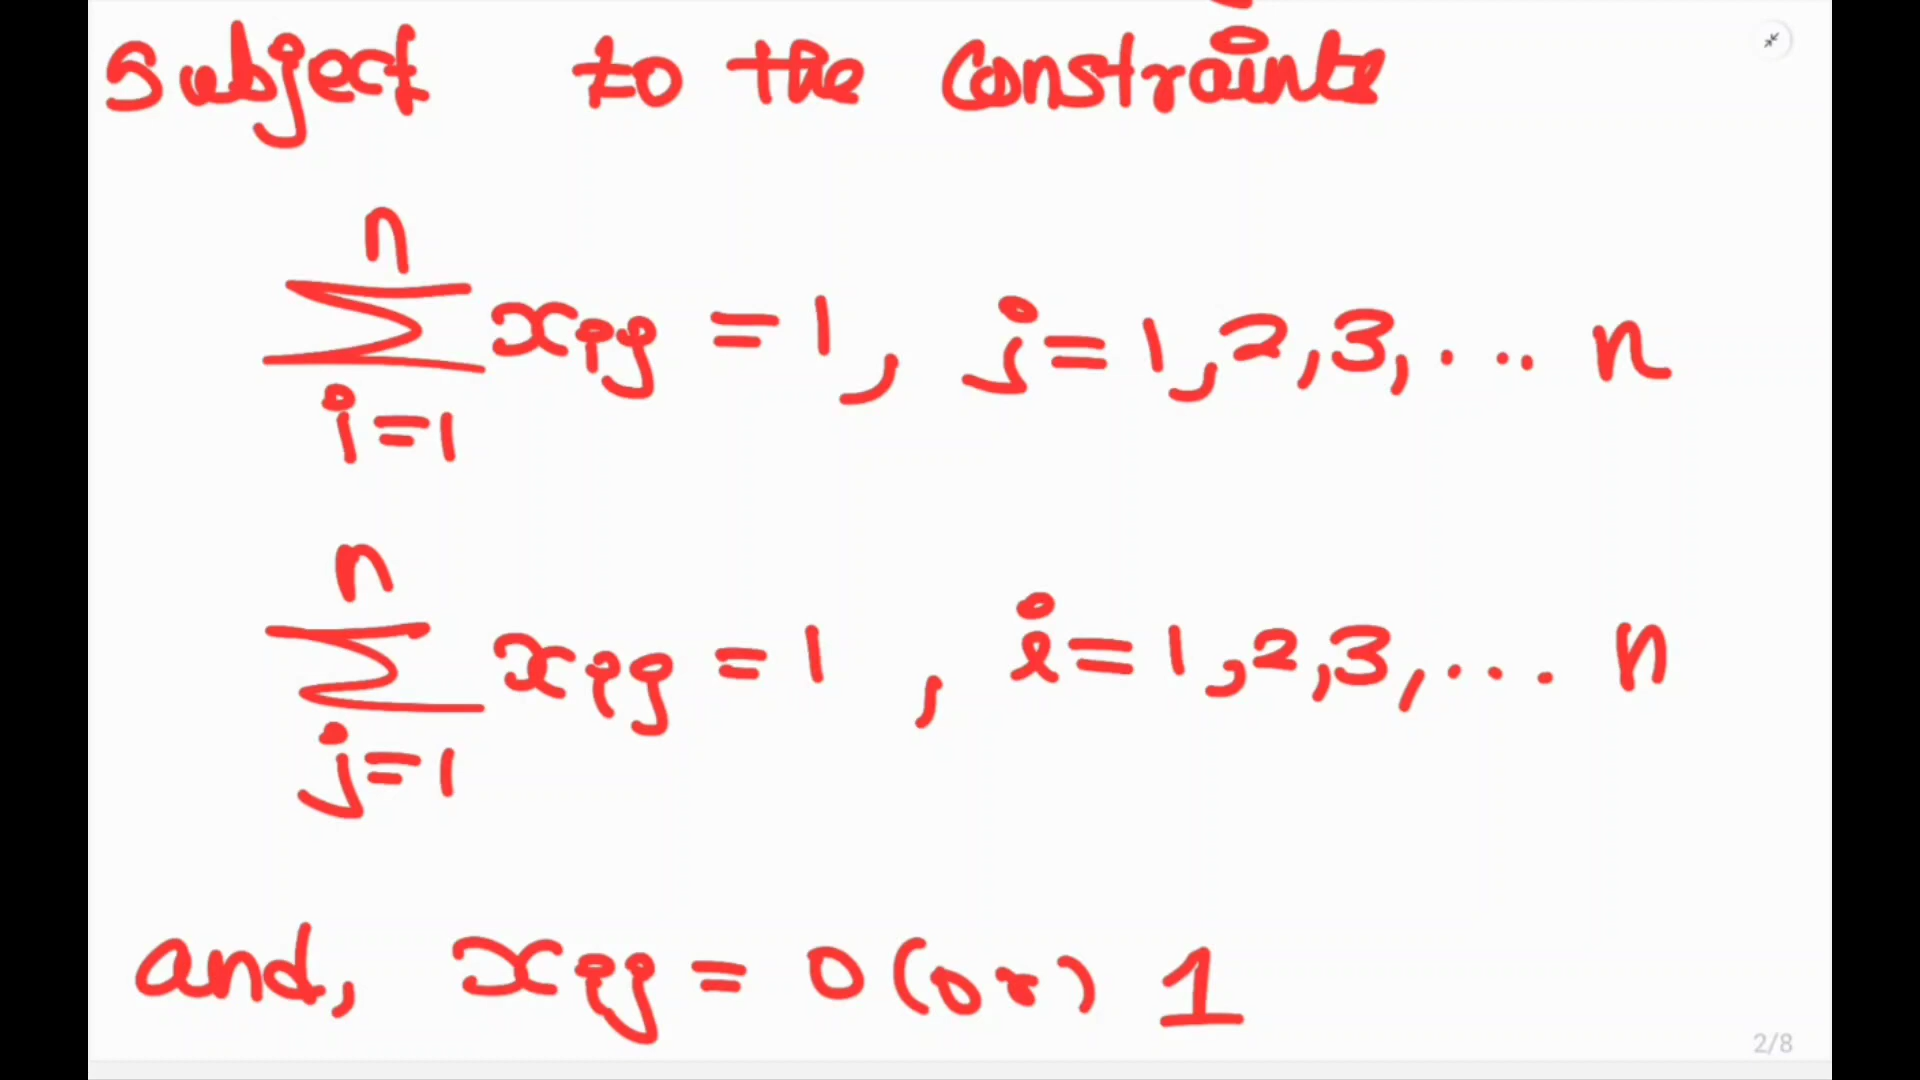 Subject to the Constraints
n
∑ xij = 1, j = 1, 2, 3, ... n
i=1
n
∑ xij = 1, i = 1, 2, 3, ... n
j=1
and, xij = 0 (or) 1
2/8